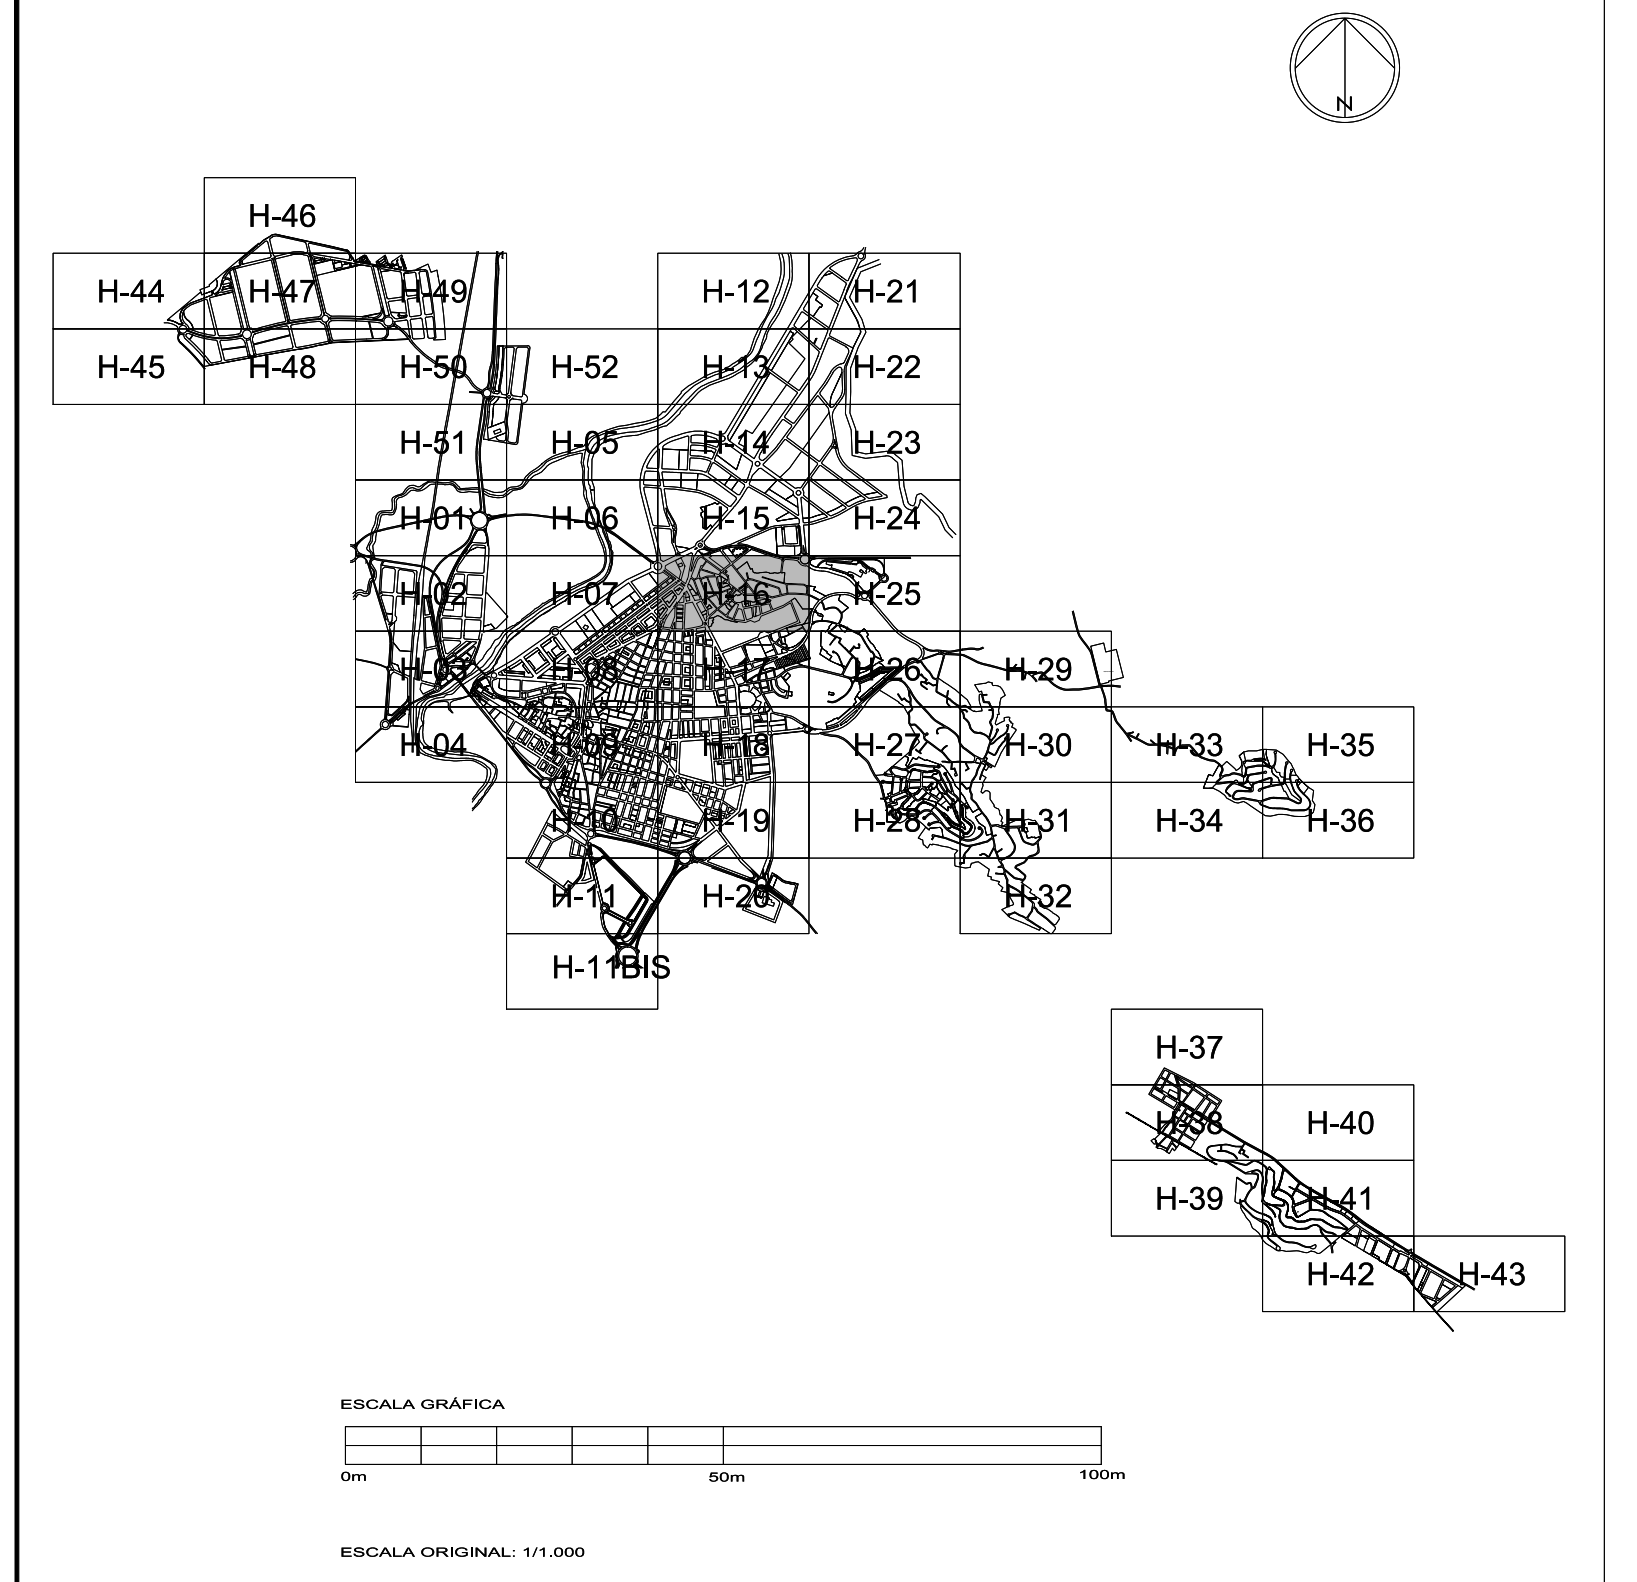 N
H-46
H-44 H-47 H-49 H-12 H-21
H-45 H-48 H-50 H-52 H-13 H-22
H-51 H-05 H-14 H-23
H-01 H-06 H-15 H-24
H-02 H-07 H-16 H-25
H-03 H-08 H-17 H-26 H-29
H-04 H-09 H-18 H-27 H-30 H-33 H-35
H-10 H-19 H-28 H-31 H-34 H-36
H-11 H-20 H-32
H-11BIS
H-37
H-38 H-40
H-39 H-41
H-42 H-43
ESCALA GRÁFICA
0m 50m 100m
ESCALA ORIGINAL: 1/1.000